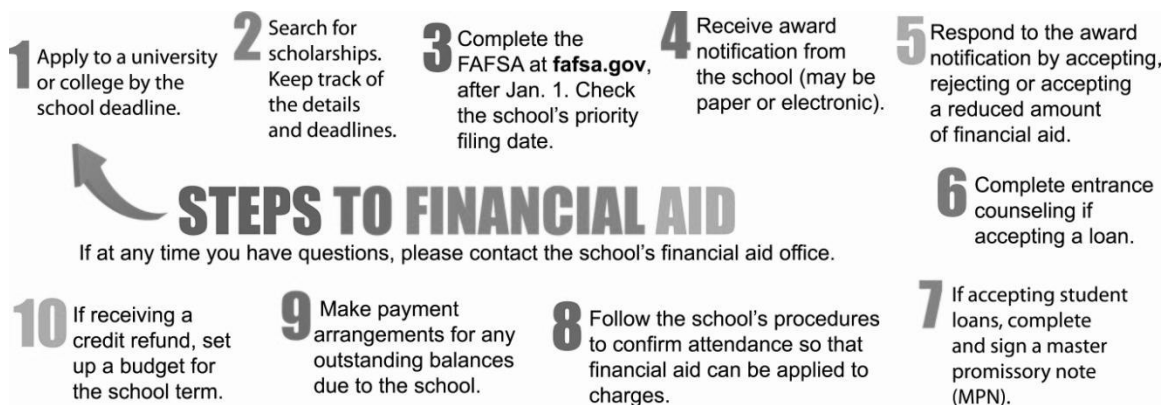 1 Apply to a university
or college by the
school deadline.
2 Search for
scholarships.
Keep track of
the details
and deadlines.
3 Complete the
FAFSA at fafsa.gov,
after Jan. 1. Check
the school's priority
filing date.
4 Receive award
notification from
the school (may be
paper or electronic).
5 Respond to the award
notification by accepting,
rejecting or accepting
a reduced amount
of financial aid.
STEPS TO FINANCIAL AID
If at any time you have questions, please contact the school's financial aid office.
6 Complete entrance
counseling if
accepting a loan.
7 If accepting student
loans, complete
and sign a master
promissory note
(MPN).
8 Follow the school's procedures
to confirm attendance so that
financial aid can be applied to
charges.
9 Make payment
arrangements for any
outstanding balances
due to the school.
10 If receiving a
credit refund, set
up a budget for
the school term.